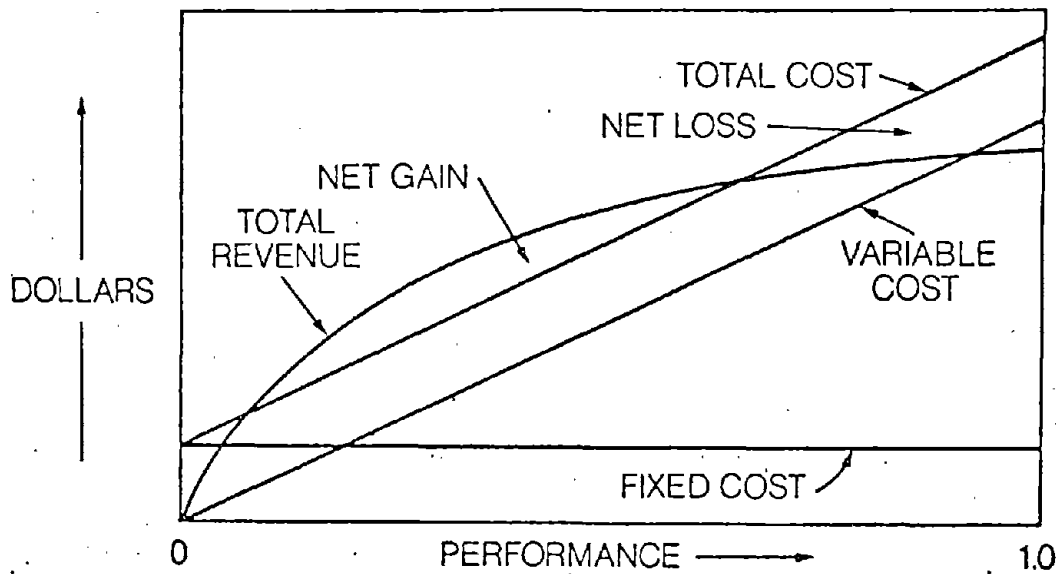 TOTAL COST
NET LOSS
NET GAIN
TOTAL
REVENUE
DOLLARS
VARIABLE
COST
FIXED COST
0
PERFORMANCE
1.0